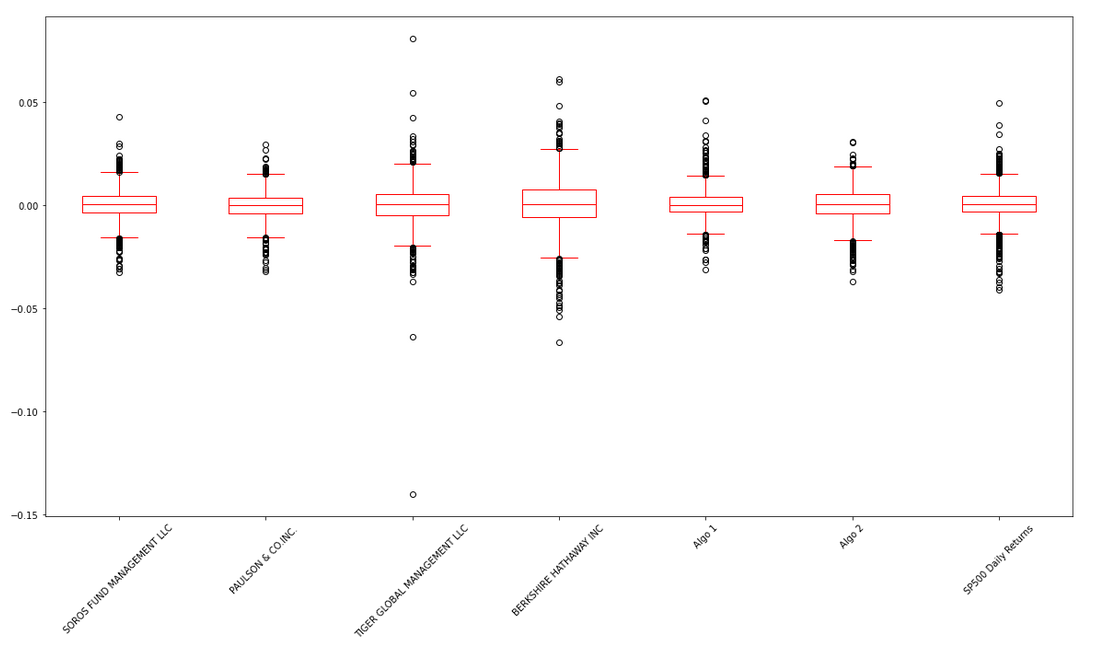 0.05
0.00
−0.05
−0.10
−0.15
SOROS FUND MANAGEMENT LLC
PAULSON & CO.INC.
TIGER GLOBAL MANAGEMENT LLC
BERKSHIRE HATHAWAY INC
Algo 1
Algo 2
SP500 Daily Returns